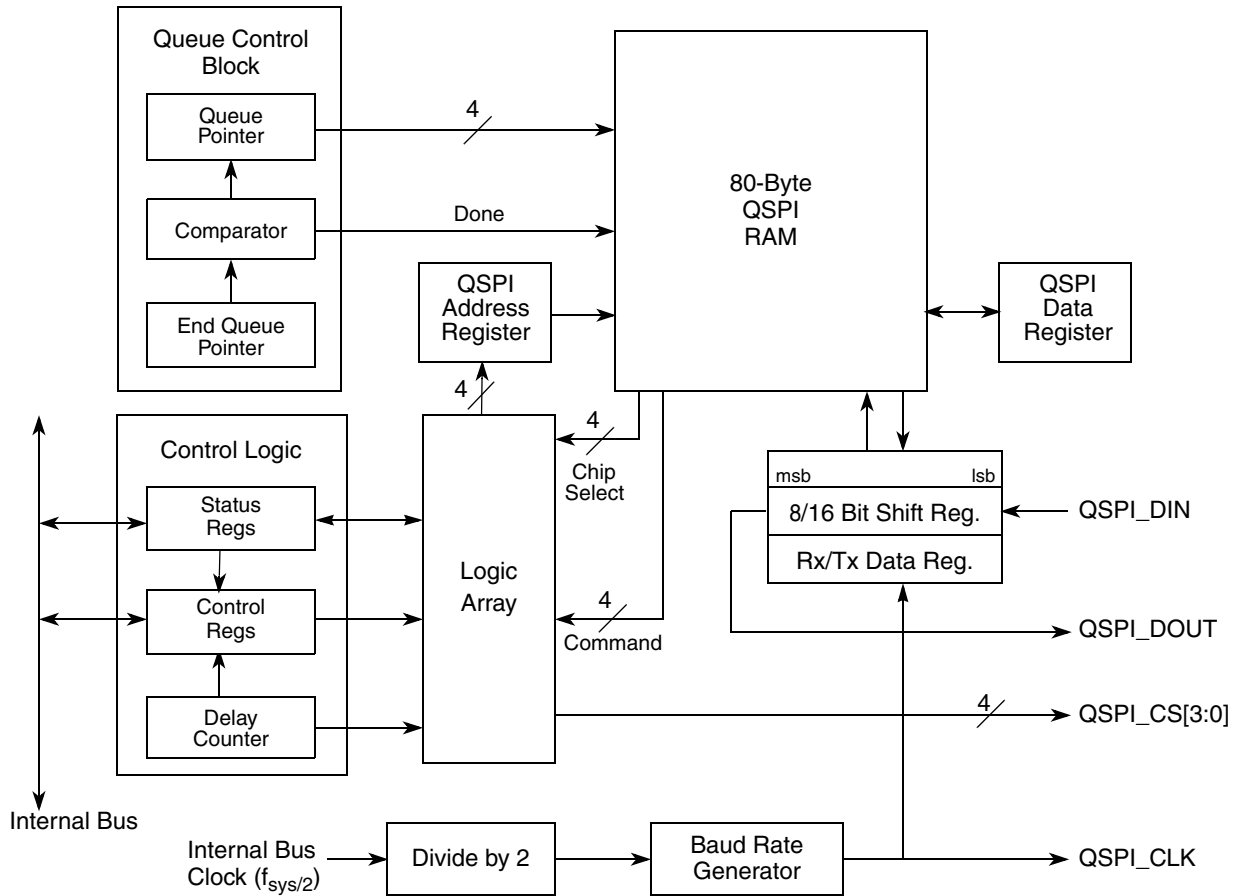 Queue Control
Block
Queue
Pointer
4
Comparator
Done
End Queue
Pointer
80-Byte
QSPI
RAM
QSPI
Address
Register
QSPI
Data
Register
4
4
Chip
Select
Control Logic
Status
Regs
Control
Regs
Delay
Counter
Logic
Array
4
Command
msb
lsb
8/16 Bit Shift Reg.
Rx/Tx Data Reg.
QSPI_DIN
QSPI_DOUT
4
QSPI_CS[3:0]
Internal Bus
Internal Bus
Clock (fsys/2)
Divide by 2
Baud Rate
Generator
QSPI_CLK